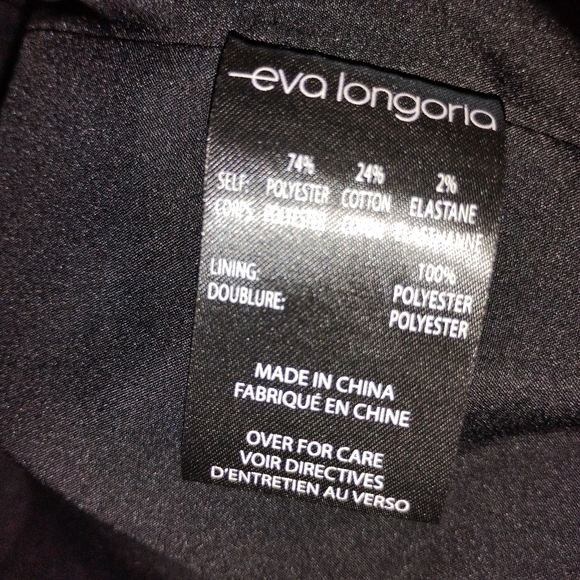 eva longoria
74% 24% 2%
SELF: POLYESTER COTTON ELASTANE
CORPS: POLYESTER COTON ÉLASTHANNE
LINING: 100%
DOUBLURE: POLYESTER
POLYESTER
MADE IN CHINA
FABRIQUÉ EN CHINE
OVER FOR CARE
VOIR DIRECTIVES
D'ENTRETIEN AU VERSO